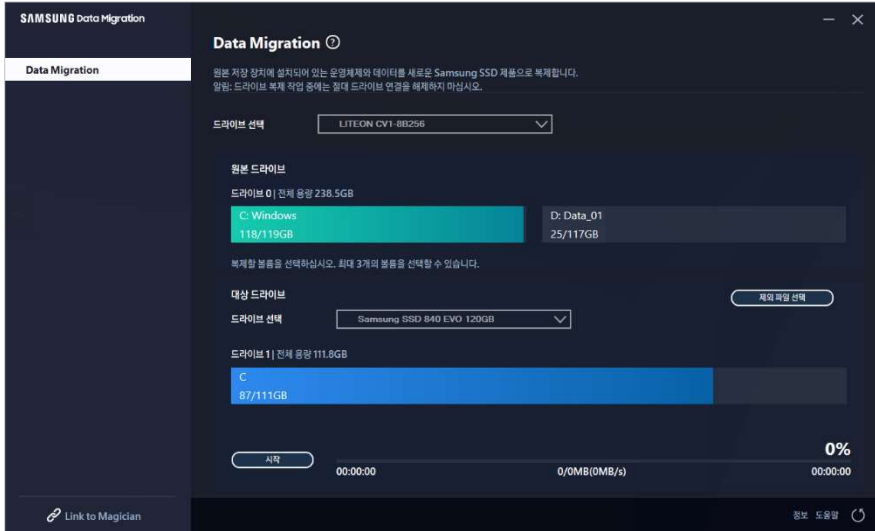 SAMSUNG Data Migration
Data Migration
Data Migration ?
원본 저장 장치에 설치되어 있는 운영체제와 데이터를 새로운 Samsung SSD 제품으로 복제합니다.
알림: 드라이브 복제 작업 중에는 절대 드라이브 연결을 해제하지 마십시오.
드라이브 선택
LITEON CV1-8B256
원본 드라이브
드라이브 0 | 전체 용량 238.5GB
C: Windows
118/119GB
D: Data_01
25/117GB
복제할 볼륨을 선택하십시오. 최대 3개의 볼륨을 선택할 수 있습니다.
대상 드라이브
제외 파일 선택
드라이브 선택
Samsung SSD 840 EVO 120GB
드라이브 1 | 전체 용량 111.8GB
C
87/111GB
0%
시작
00:00:00
0/0MB(0MB/s)
00:00:00
Link to Magician
정보 도움말